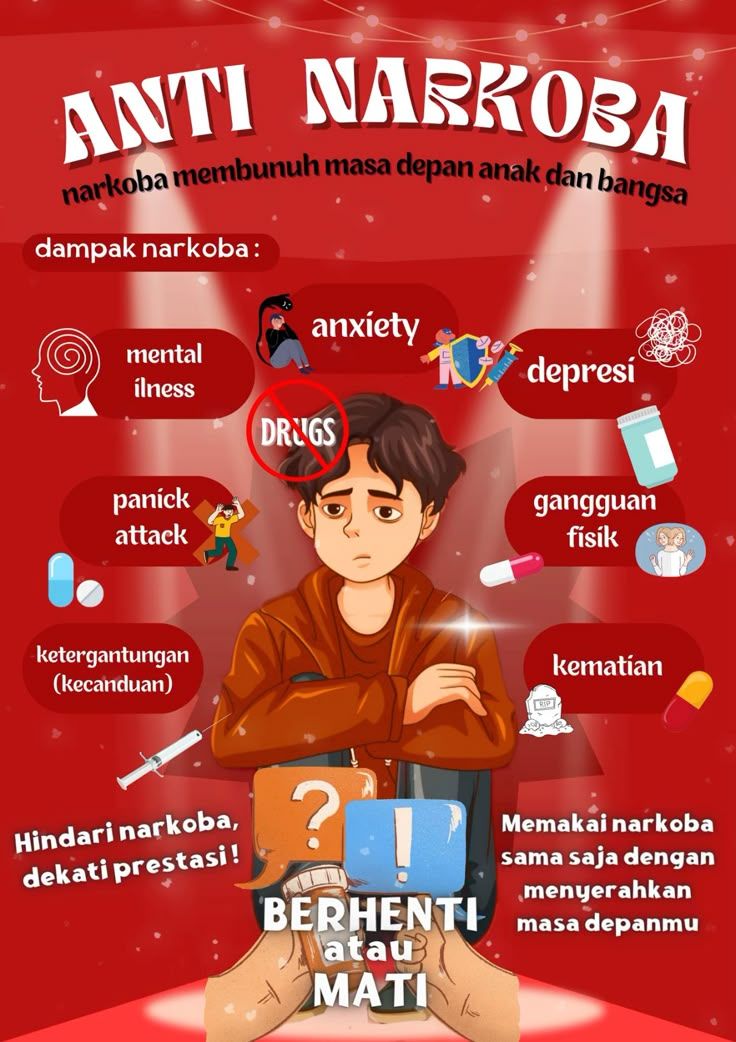 ANTI NARKOBA
narkoba membunuh masa depan anak dan bangsa
dampak narkoba :
anxiety
mental
ilness
depresi
DRUGS
panick
attack
gangguan
fisik
ketergantungan
(kecanduan)
kematian
RIP
?
!
Hindari narkoba,
dekati prestasi !
Memakai narkoba
sama saja dengan
menyerahkan
masa depanmu
BERHENTI
atau
MATI